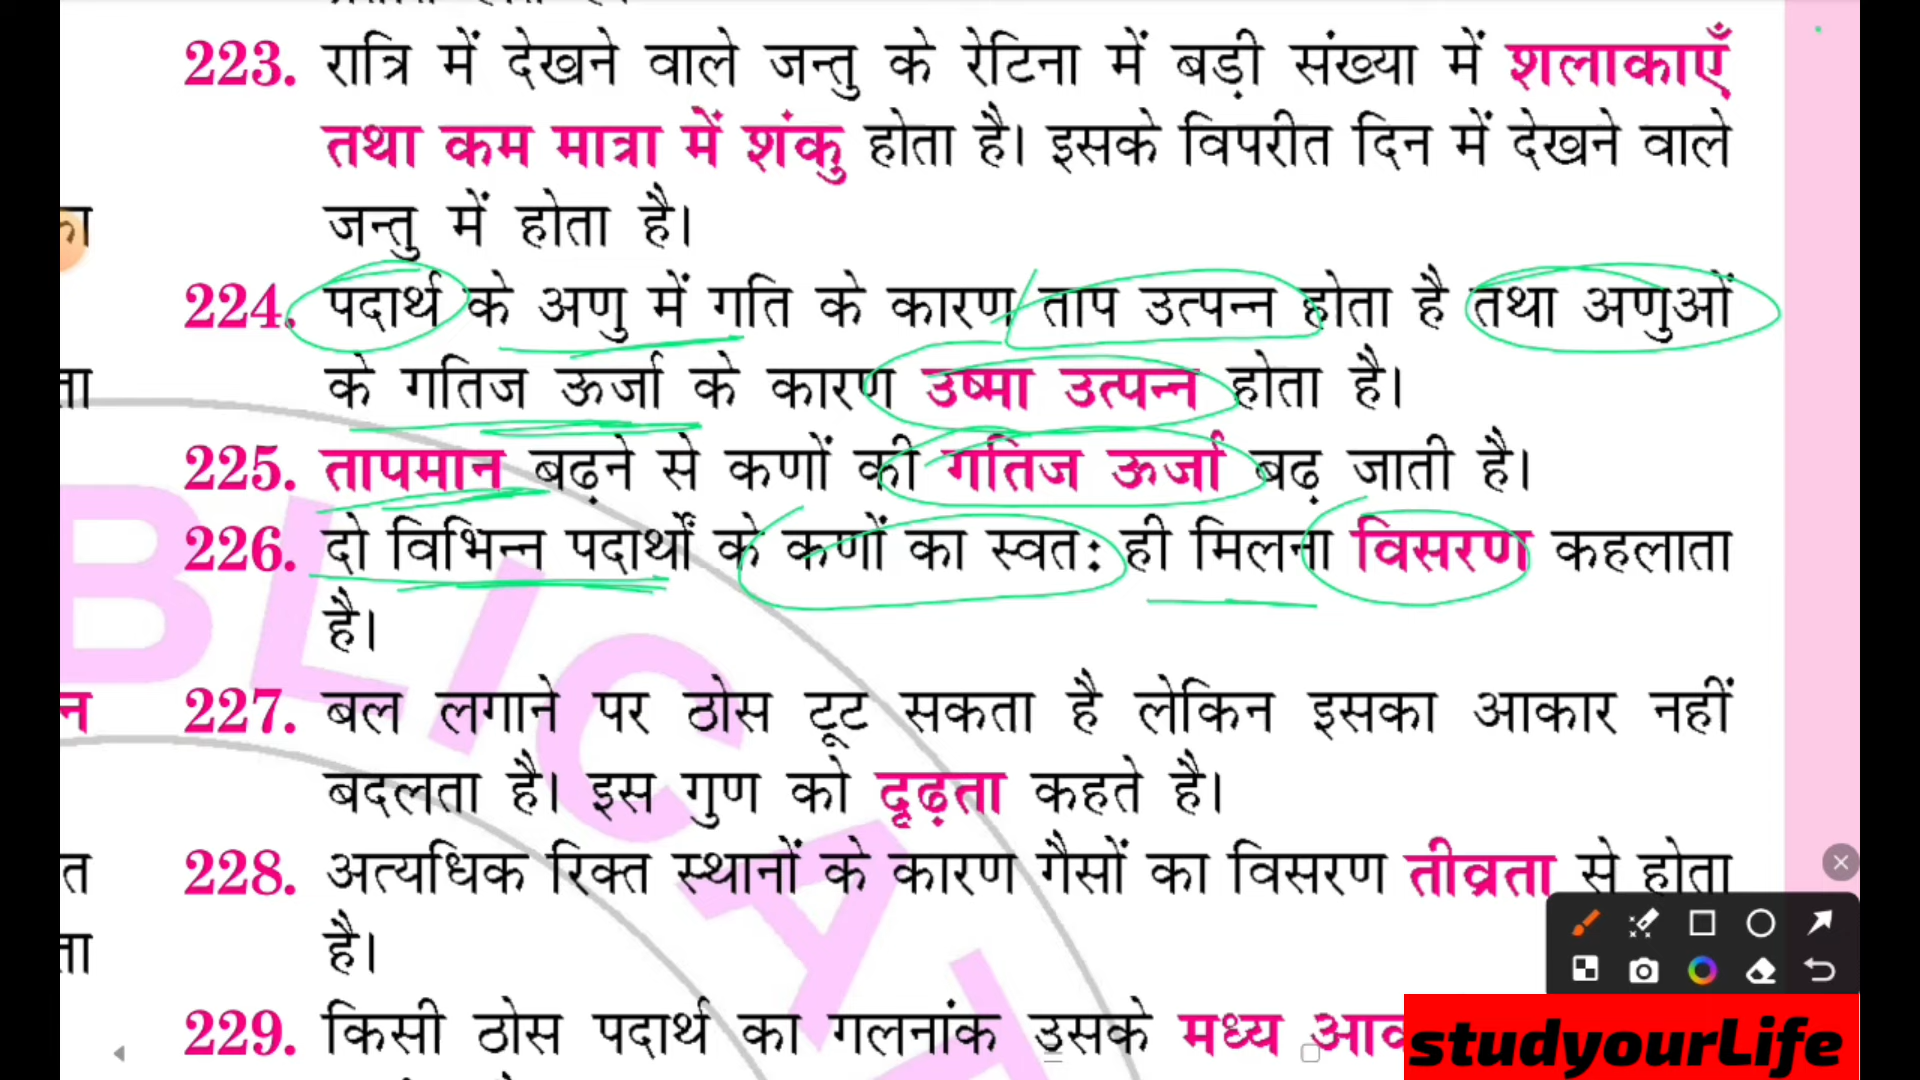 223. रात्रि में देखने वाले जन्तु के रेटिना में बड़ी संख्या में शलाकाएँ
तथा कम मात्रा में शंकु होता है। इसके विपरीत दिन में देखने वाले
जन्तु में होता है।
224. पदार्थ के अणु में गति के कारण ताप उत्पन्न होता है तथा अणुओं
के गतिज ऊर्जा के कारण उष्मा उत्पन्न होता है।
225. तापमान बढ़ने से कणों की गतिज ऊर्जा बढ़ जाती है।
226. दो विभिन्न पदार्थों के कणों का स्वतः ही मिलना विसरण कहलाता
है।
227. बल लगाने पर ठोस टूट सकता है लेकिन इसका आकार नहीं
बदलता है। इस गुण को दृढ़ता कहते है।
228. अत्यधिक रिक्त स्थानों के कारण गैसों का विसरण तीव्रता से होता
है।
229. किसी ठोस पदार्थ का गलनांक उसके मध्य
studyourLife
BLICAT